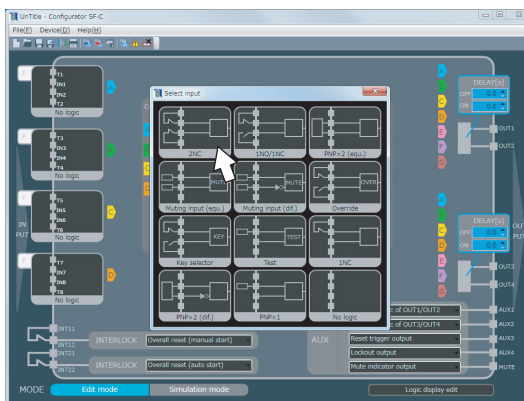 UnTitle - Configurator SF-C
File(F) Device(D) Help(H)
T1
IN1
IN2
T2
No logic
A
T3
IN3
IN4
T4
No logic
T5
IN5
IN6
T6
No logic
C
T7
IN7
IN8
T8
No logic
D
IN
PUT
Select input
2NC
1NO/1NC
PNP×2 (equ.)
MUTE
Muting input (equ.)
MUTE
Muting input (dif.)
OVER
Override
KEY
Key selector
TEST
Test
1NC
PNP×2 (dif.)
PNP×1
No logic
A
C
D
E
F
G
DELAY[s]
OFF 0.0
ON 0.0
OUT1
OUT2
A
C
D
E
F
G
DELAY[s]
OFF 0.0
ON 0.0
OUT3
OUT4
OUT
PUT
INT11
INT12
INTERLOCK
Overall reset (manual start)
INT21
INT22
INTERLOCK
Overall reset (auto start)
AUX
c of OUT1/OUT2
AUX1
c of OUT3/OUT4
AUX2
Reset trigger output
AUX3
Lockout output
AUX4
Mute indicator output
MUTE
MODE
Edit mode
Simulation mode
Logic display edit